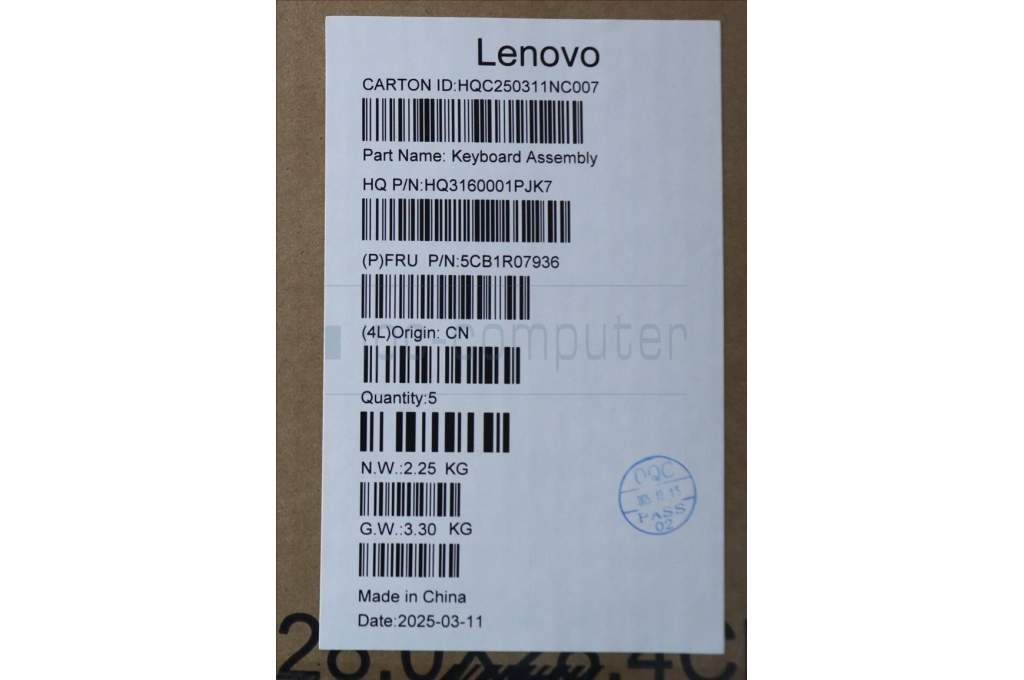 Lenovo
CARTON ID:HQC250311NC007
Part Name: Keyboard Assembly
HQ P/N:HQ3160001PJK7
(P)FRU P/N:5CB1R07936
(4L)Origin: CN
computer
Quantity:5
N.W.:2.25 KG
G.W.:3.30 KG
OQC
PASS
02
Made in China
Date:2025-03-11